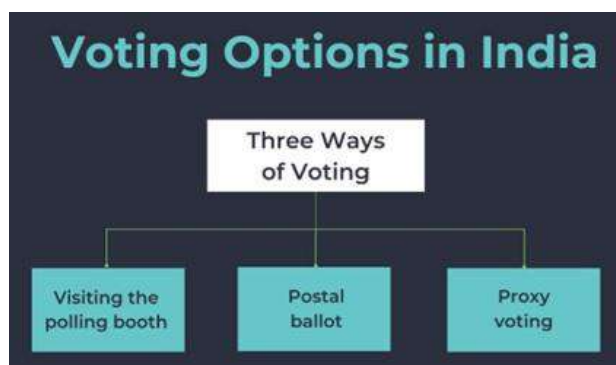 Voting Options in India
Three Ways
of Voting
Visiting the
polling booth
Postal
ballot
Proxy
voting